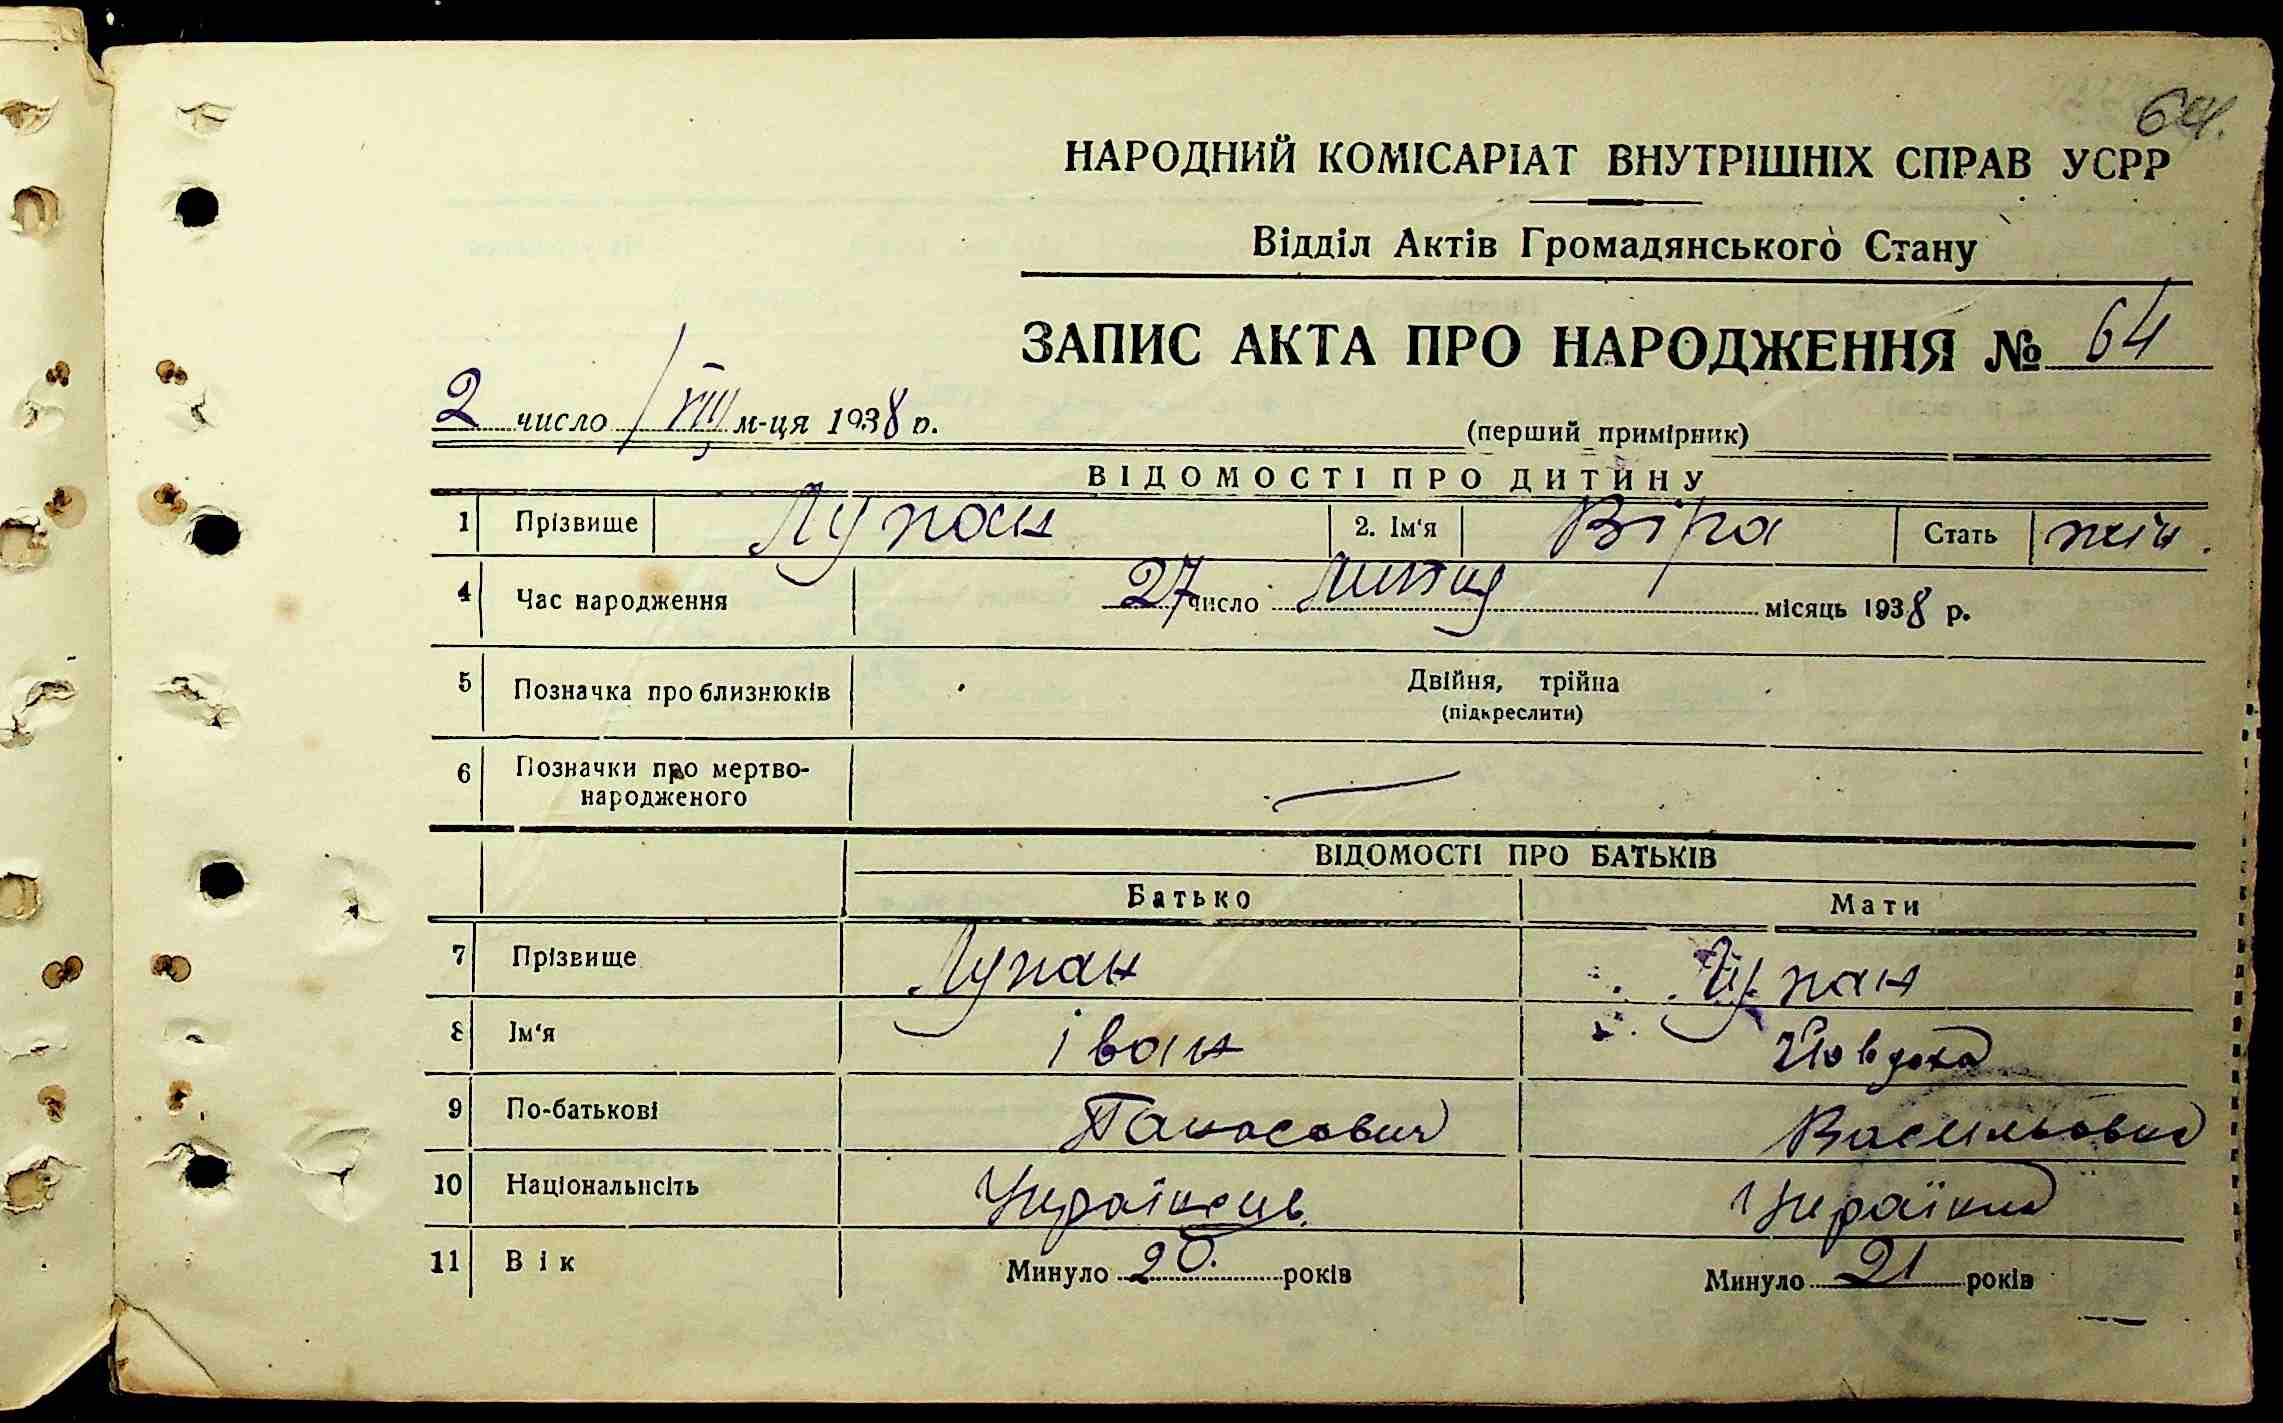 64.
НАРОДНИЙ КОМІСАРІАТ ВНУТРІШНІХ СПРАВ УСРР
Відділ Актів Громадянського Стану
ЗАПИС АКТА ПРО НАРОДЖЕННЯ № 64
2 число / VIII м-ця 1938 р.
(перший примірник)
ВІДОМОСТІ ПРО ДИТИНУ
1 Прізвище Лупан 2. Ім'я Віра Стать жін.
4 Час народження 27 число Липня місяць 1938 р.
5 Позначка про близнюків Двійня, трійна
(підкреслити)
6 Позначки про мертво-
народженого —
ВІДОМОСТІ ПРО БАТЬКІВ
Батько Мати
7 Прізвище Лупан Лупан
8 Ім'я Іван Явдоха
9 По-батькові Панасович Васильовна
10 Національність Українець Українка
11 Вік Минуло 20. років Минуло 21 років